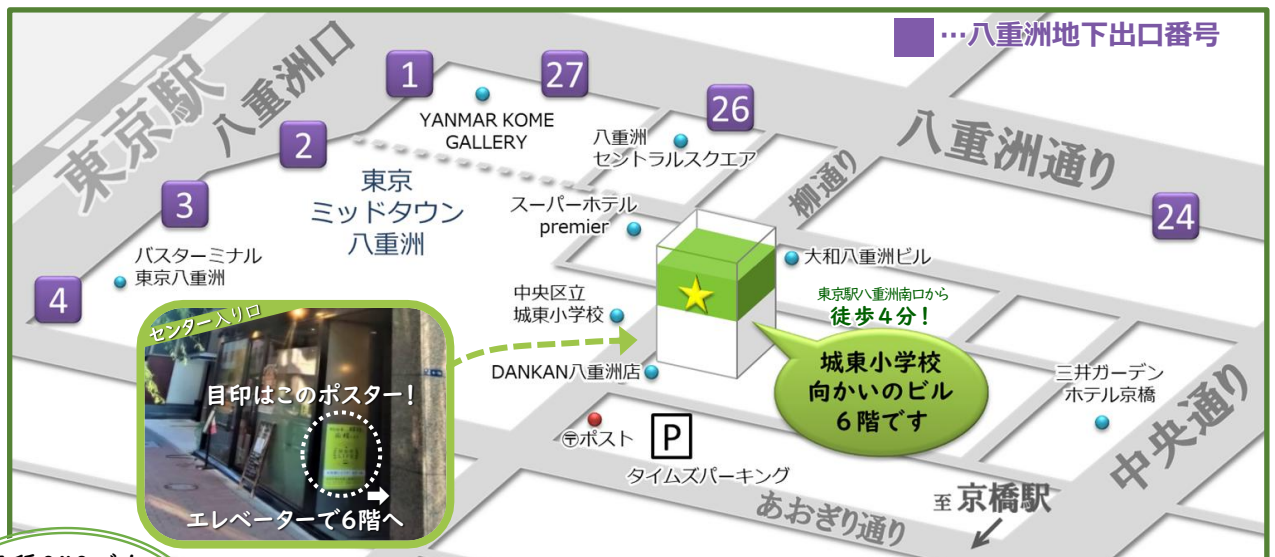 …八重洲地下出口番号
東京駅
八重洲口
1
27
26
2
3
4
24
YANMAR KOME
GALLERY
八重洲
セントラルスクエア
八重洲通り
柳通り
東京
ミッドタウン
八重洲
スーパーホテル
premier
バスターミナル
東京八重洲
大和八重洲ビル
中央区立
城東小学校
東京駅八重洲南口から
徒歩4分!
DANKAN八重洲店
城東小学校
向かいのビル
6階です
三井ガーデン
ホテル京橋
中央通り
センター入り口
目印はこのポスター!
エレベーターで6階へ
〒ポスト
P
タイムズパーキング
あおぎり通り
至 京橋駅